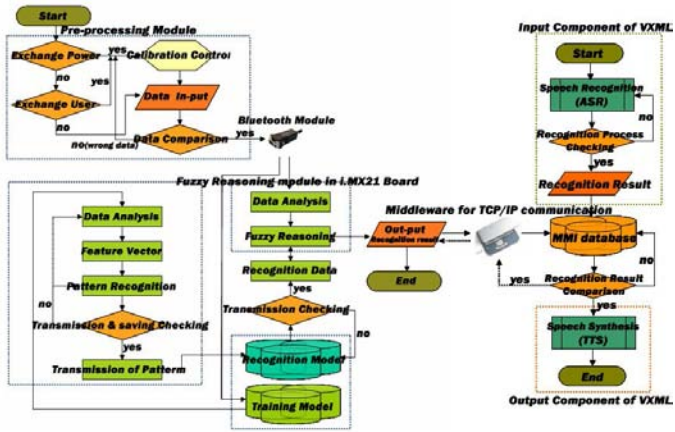 Start
Pre-processing Module
Exchange Power
yes
Calibration Control
no
yes
Exchange User
Data In-put
no
Data Comparison
yes
Bluetooth Module
no(wrong data)
Fuzzy Reasoning module in i.MX21 Board
Data Analysis
Fuzzy Reasoning
Recognition Data
yes
Transmission Checking
no
Recognition Model
Training Model
Data Analysis
Feature Vector
Pattern Recognition
no
Transmission & saving Checking
yes
Transmission of Patterm
Out-put
Recognition result
End
Middleware for TCP/IP communication
Input Component of VXML
Start
Speech Recognition
(ASR)
no
Recognition Process
Checking
yes
Recognition Result
MMI database
no
yes
Recognition Result
Comparison
yes
Speech Synthesis
(TTS)
End
Output Component of VXML